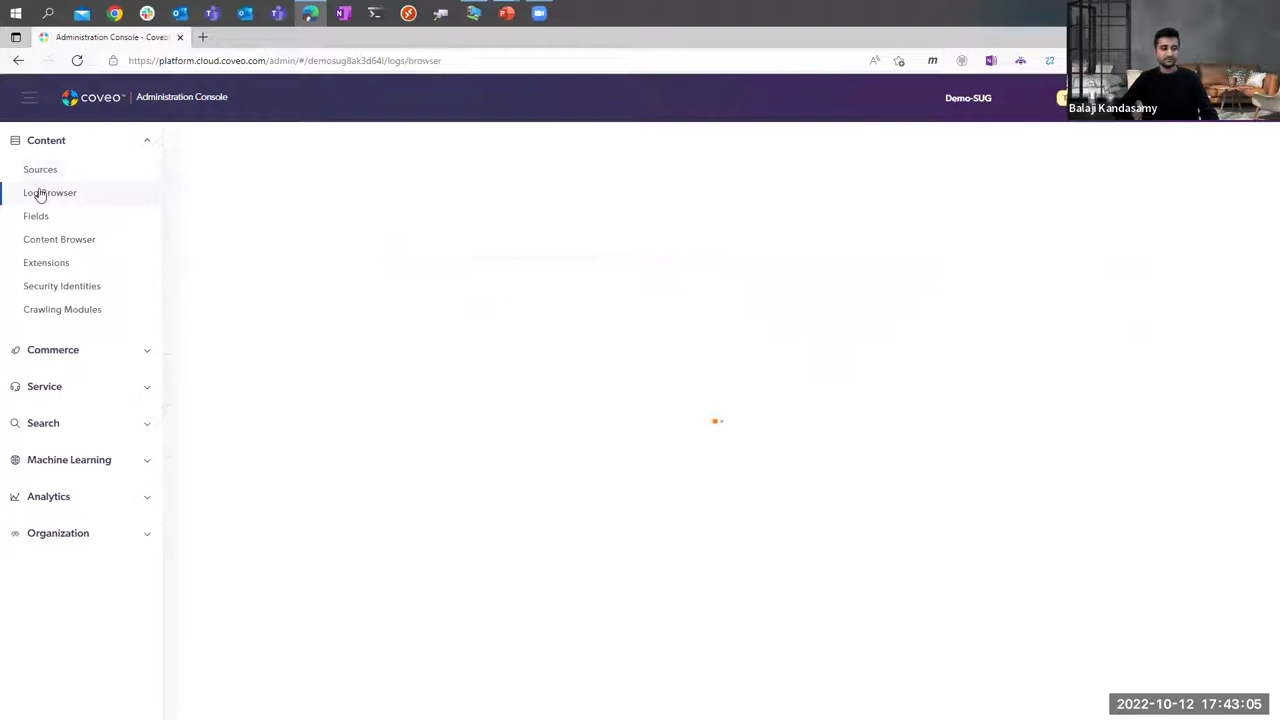 Administration Console - Coveo
https://platform.cloud.coveo.com/admin/#/demosug8ak3d64l/logs/browser
coveo™ Administration Console
Demo-SUG
Balaji Kandasamy
Content
Sources
Log Browser
Fields
Content Browser
Extensions
Security Identities
Crawling Modules
Commerce
Service
Search
Machine Learning
Analytics
Organization
2022-10-12 17:43:05